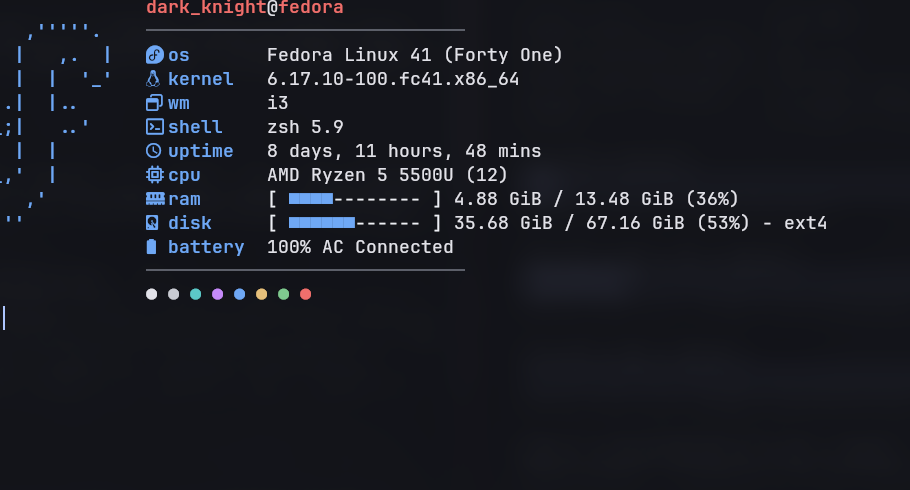 dark_knight@fedora
os Fedora Linux 41 (Forty One)
kernel 6.17.10-100.fc41.x86_64
wm i3
shell zsh 5.9
uptime 8 days, 11 hours, 48 mins
cpu AMD Ryzen 5 5500U (12)
ram [ ■■■■-------- ] 4.88 GiB / 13.48 GiB (36%)
disk [ ■■■■■■------ ] 35.68 GiB / 67.16 GiB (53%) - ext4
battery 100% AC Connected